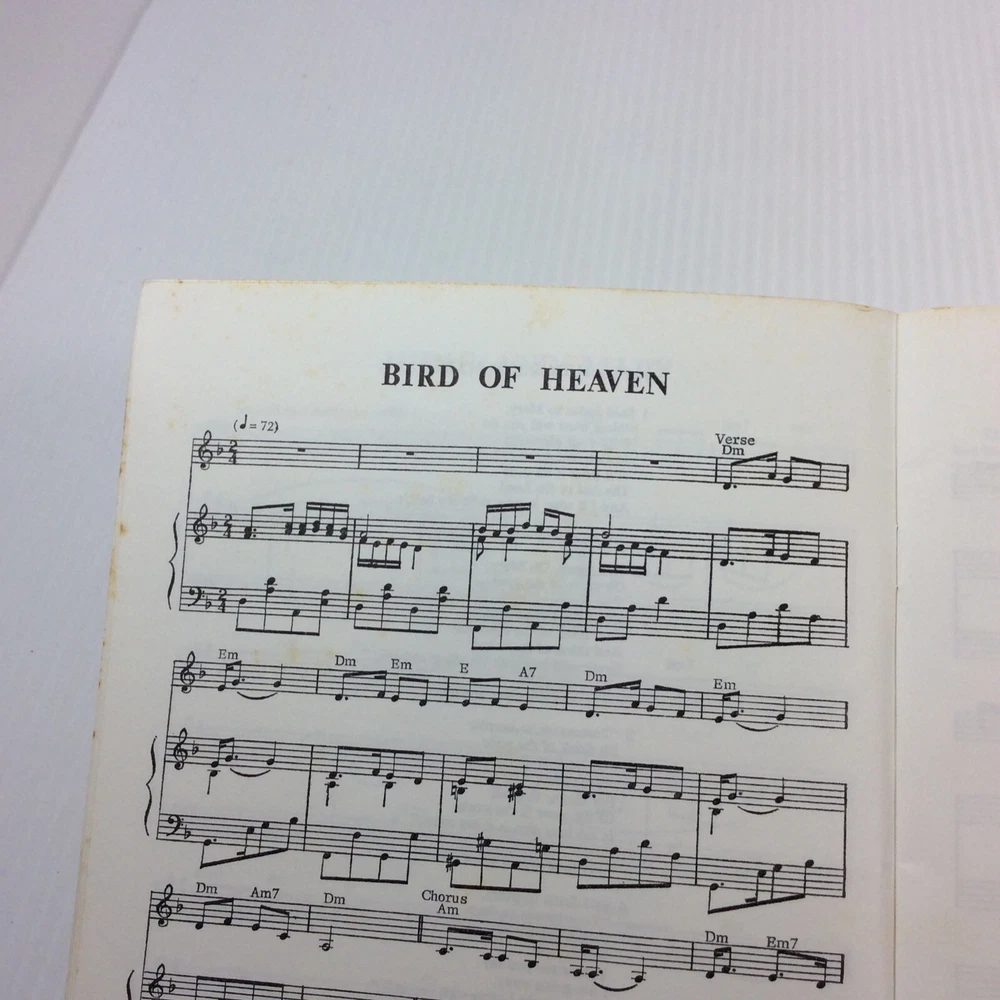 BIRD OF HEAVEN
(♩= 72)
Verse
Dm
Em Dm Em E A7 Dm Em
Dm Am7 Dm Chorus
Am
Dm Em7